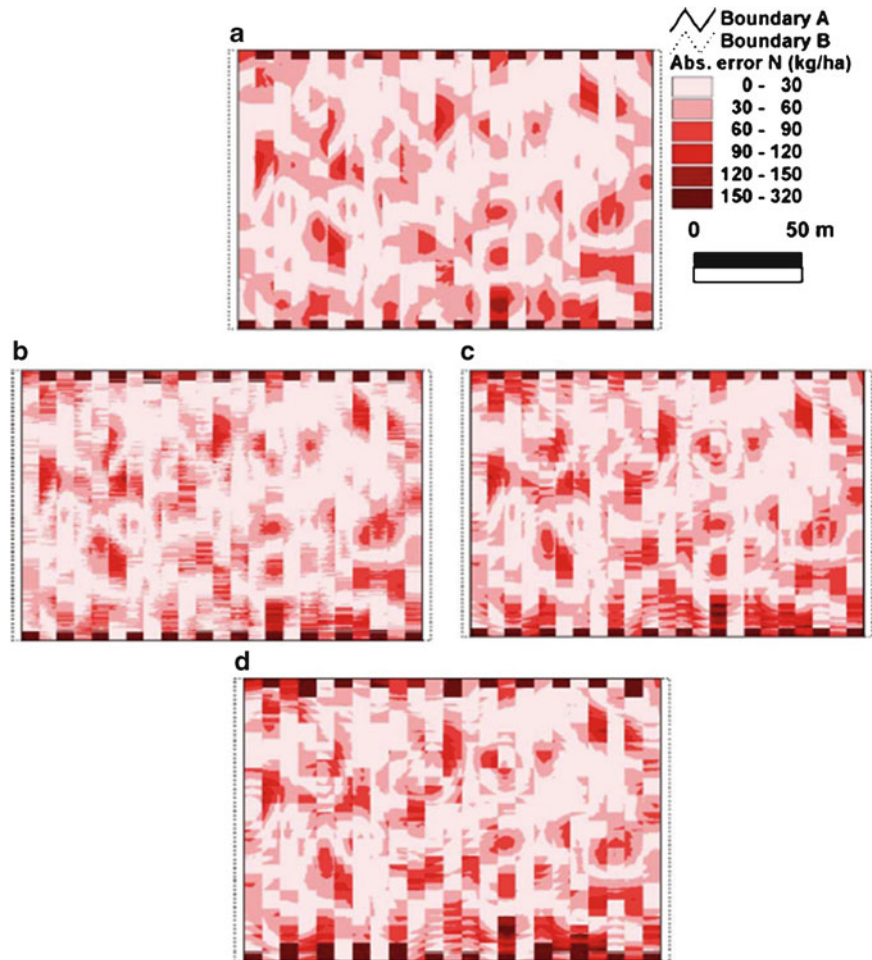 a
Boundary A
Boundary B
Abs. error N (kg/ha)
0 - 30
30 - 60
60 - 90
90 - 120
120 - 150
150 - 320
0 50 m
b
c
d